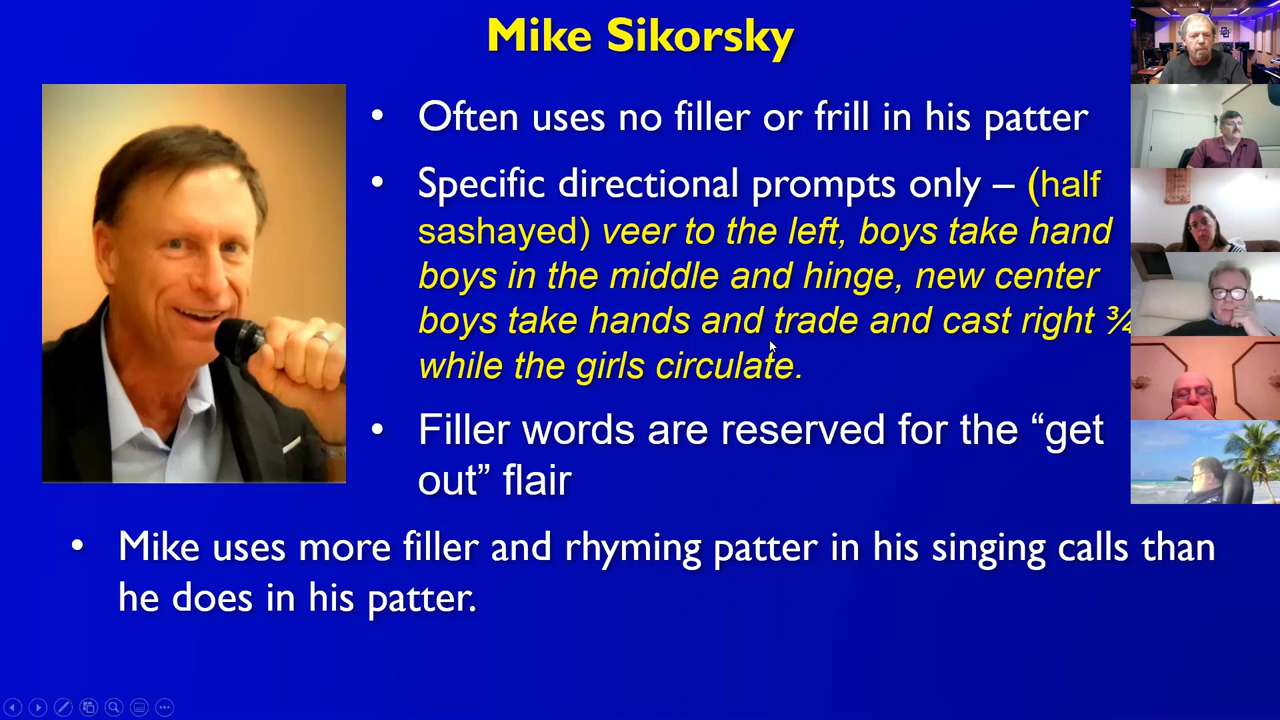 Mike Sikorsky
• Often uses no filler or frill in his patter
• Specific directional prompts only – (half
sashayed) veer to the left, boys take hand
boys in the middle and hinge, new center
boys take hands and trade and cast right ¾
while the girls circulate.
• Filler words are reserved for the “get
out” flair
• Mike uses more filler and rhyming patter in his singing calls than
he does in his patter.